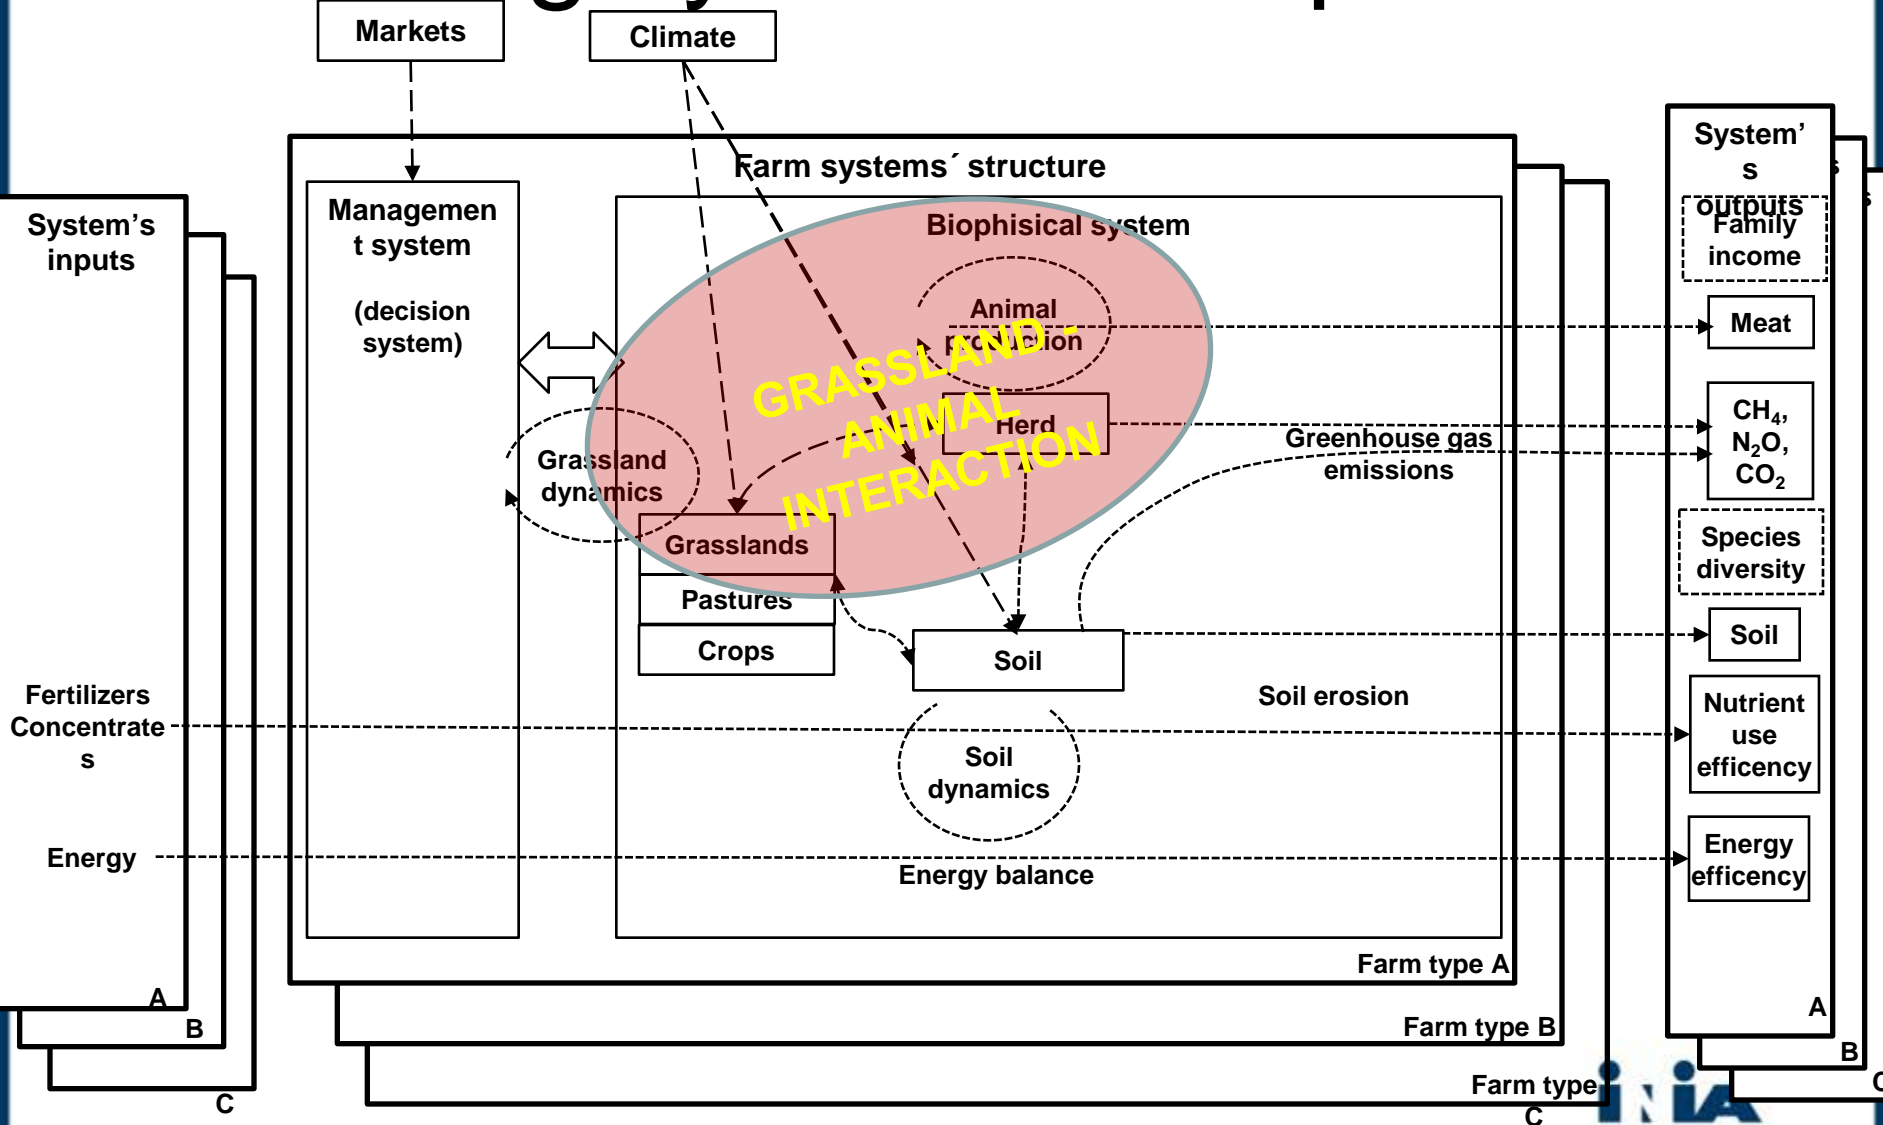 Markets
Climate
Farm systems´ structure
System’s
inputs
Managemen
t system
(decision
system)
Biophisical system
Animal
production
GRASSLAND -
ANIMAL
INTERACTION
Herd
Grassland
dynamics
Grasslands
Pastures
Crops
Soil
Greenhouse gas
emissions
Soil erosion
Soil
dynamics
Energy balance
Fertilizers
Concentrate
s
Energy
A
B
C
Farm type A
Farm type B
Farm type
C
System’
s
outputs
Family
income
Meat
CH₄,
N₂O,
CO₂
Species
diversity
Soil
Nutrient
use
efficency
Energy
efficency
A
B
C
s
s
iNiA